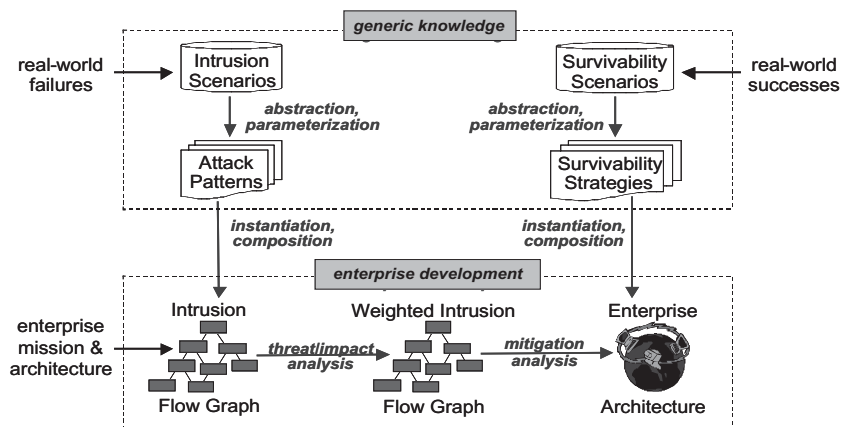 generic knowledge
real-world
failures
Intrusion
Scenarios
Survivability
Scenarios
real-world
successes
abstraction,
parameterization
abstraction,
parameterization
Attack
Patterns
Survivability
Strategies
instantiation,
composition
instantiation,
composition
enterprise development
enterprise
mission &
architecture
Intrusion
Flow Graph
threat/impact
analysis
Weighted Intrusion
Flow Graph
mitigation
analysis
Enterprise
Architecture